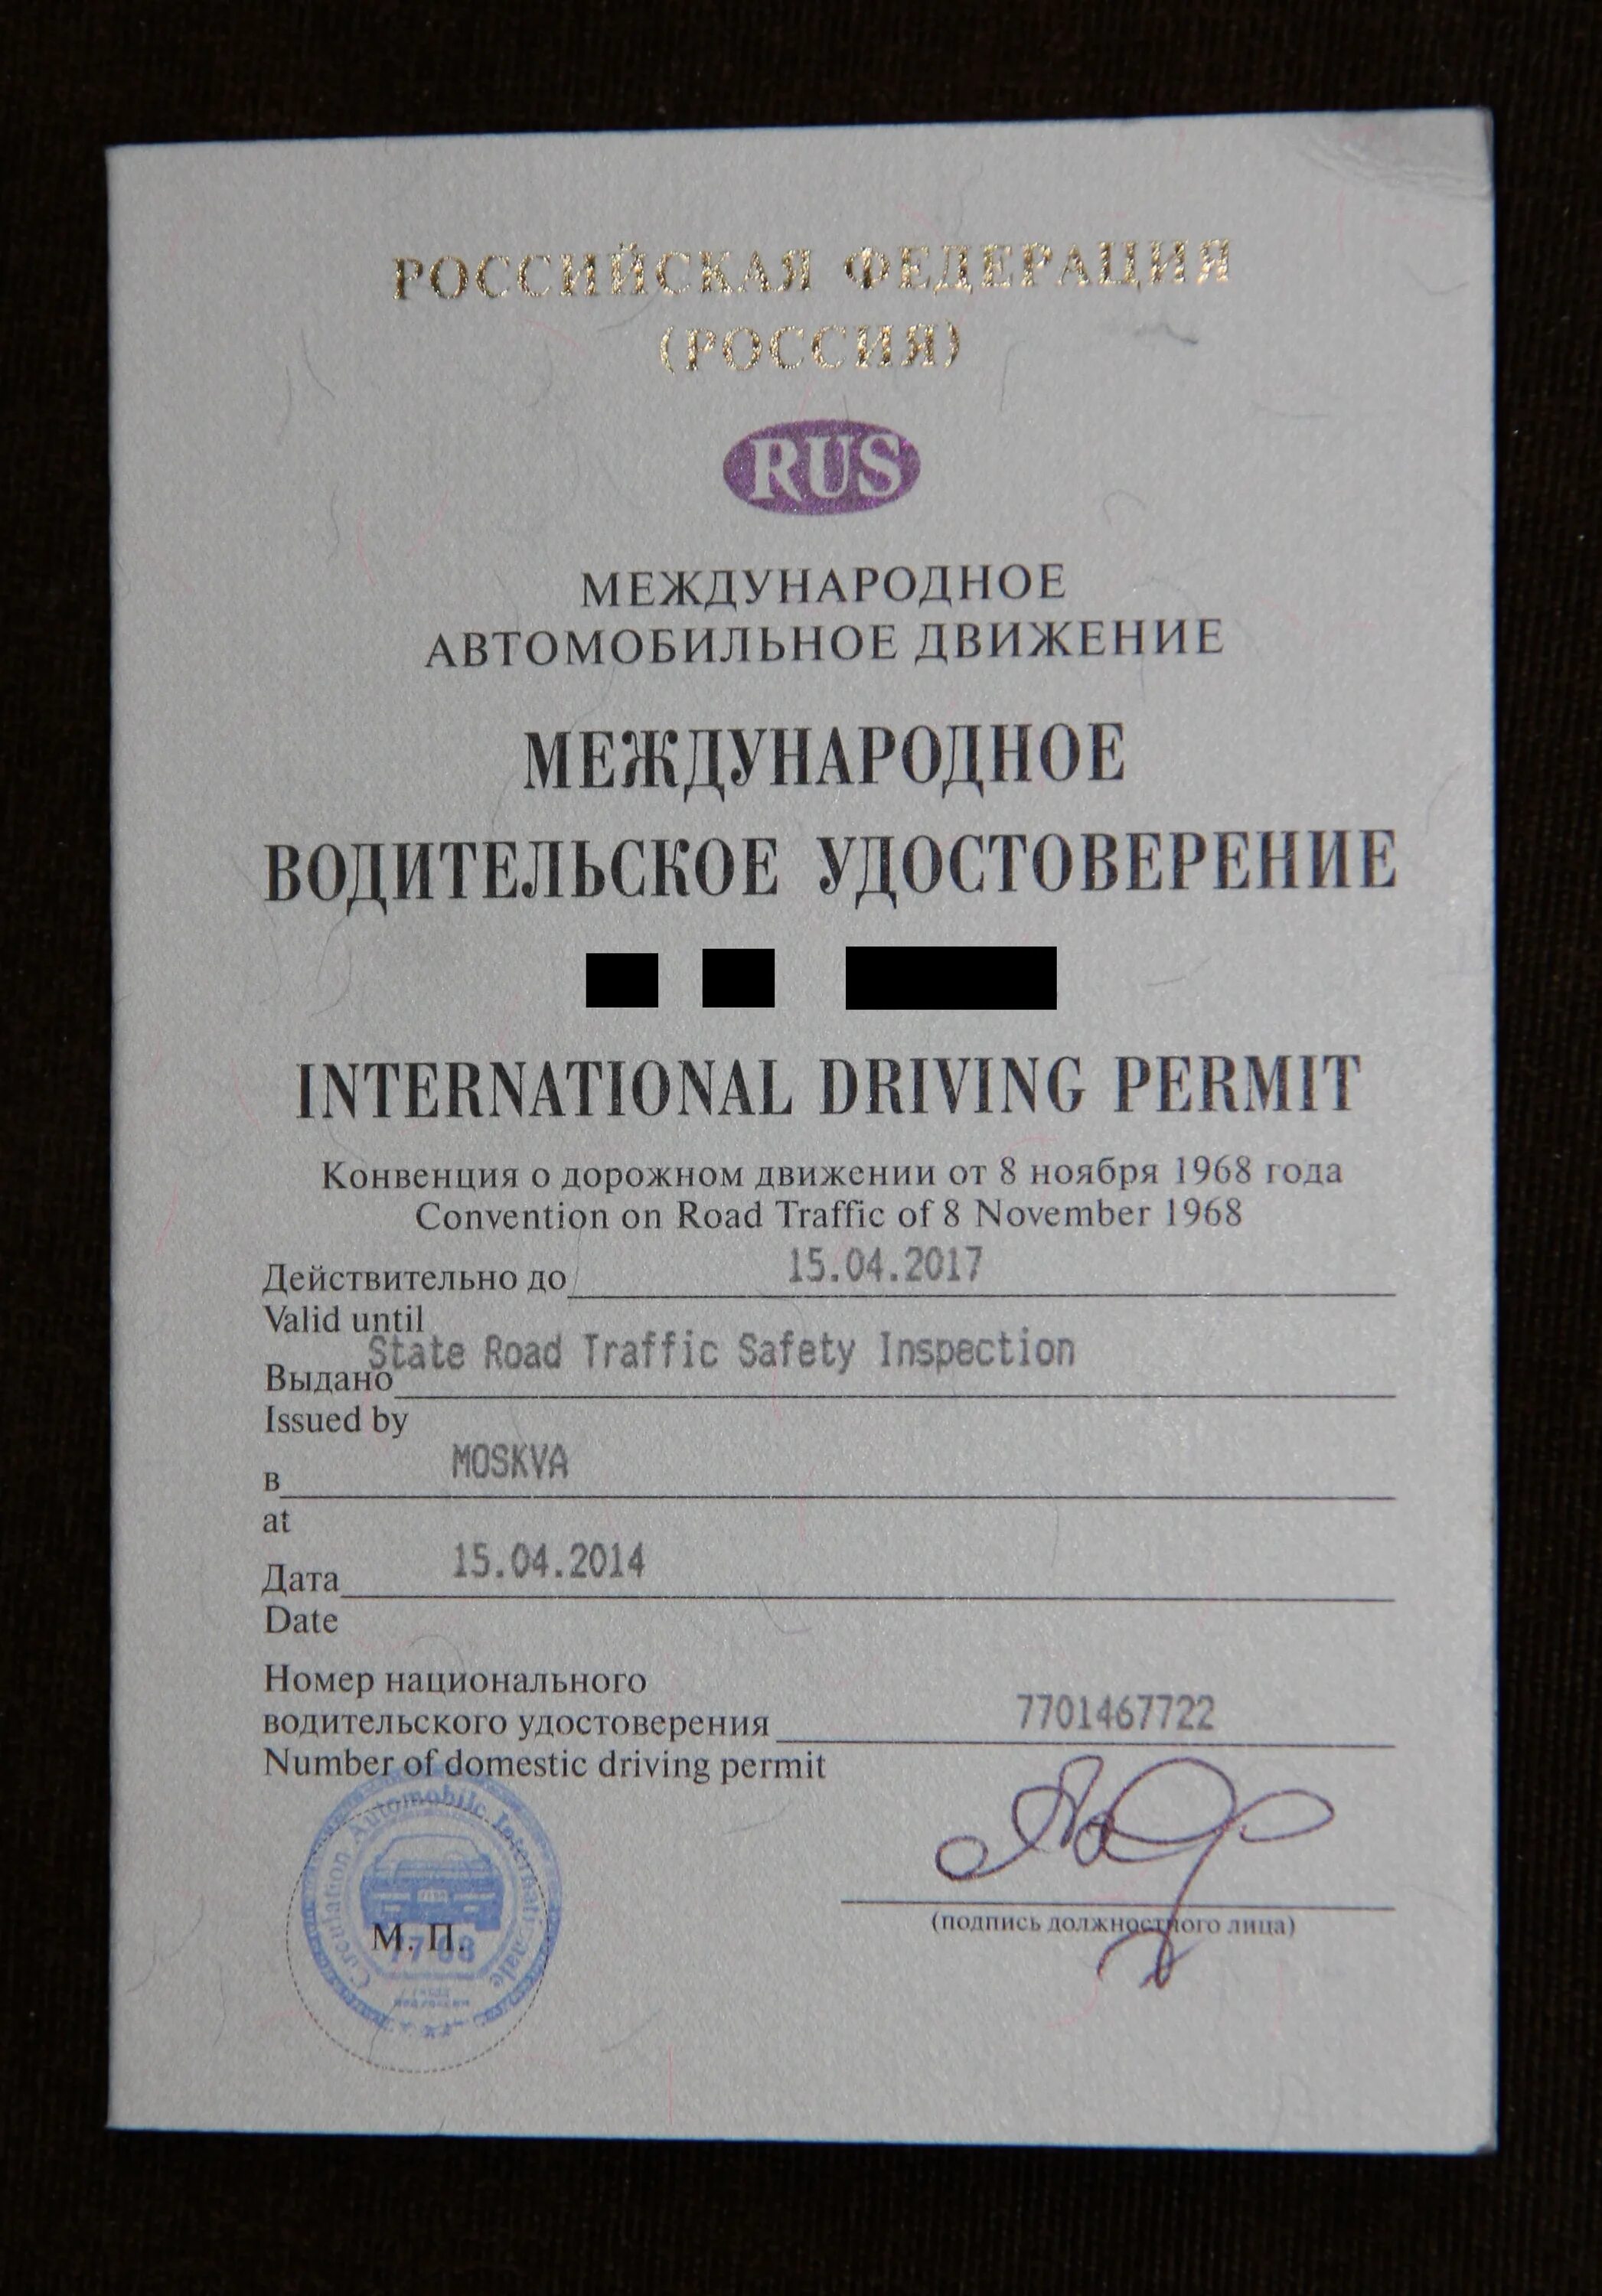 РОССИЙСКАЯ ФЕДЕРАЦИЯ
(РОССИЯ)
RUS
МЕЖДУНАРОДНОЕ
АВТОМОБИЛЬНОЕ ДВИЖЕНИЕ
МЕЖДУНАРОДНОЕ
ВОДИТЕЛЬСКОЕ УДОСТОВЕРЕНИЕ
INTERNATIONAL DRIVING PERMIT
Конвенция о дорожном движении от 8 ноября 1968 года
Convention on Road Traffic of 8 November 1968
Действительно до 15.04.2017
Valid until
State Road Traffic Safety Inspection
Выдано
Issued by
MOSKVA
в
at
Дата 15.04.2014
Date
Номер национального
водительского удостоверения 7701467722
Number of domestic driving permit
Circulation Automobile Internationale
М. П.
(подпись должностного лица)